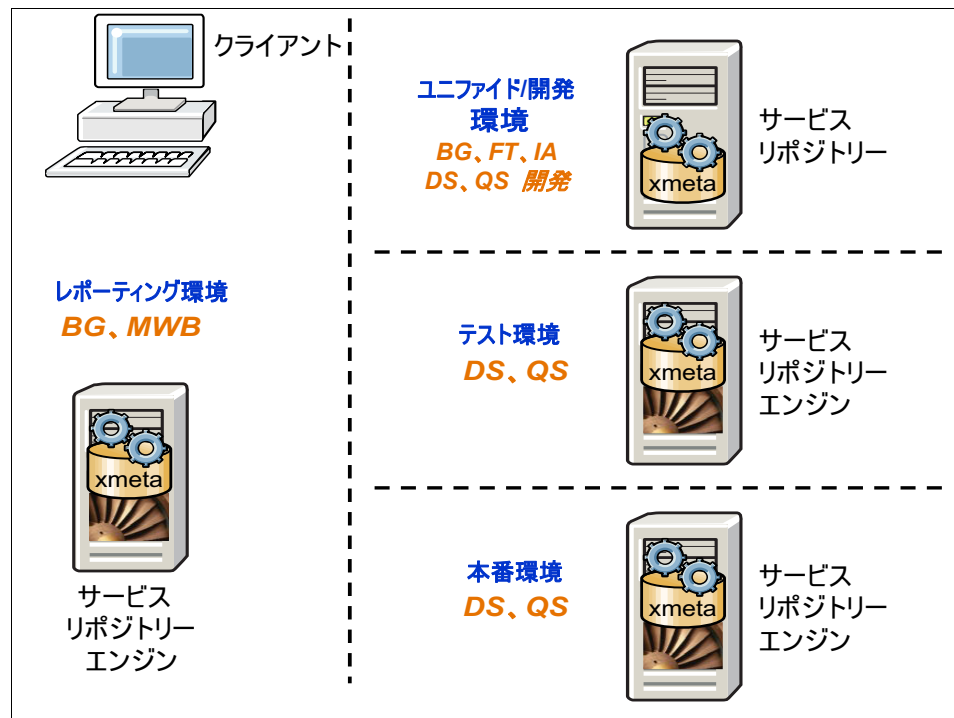 クライアント
レポーティング環境
BG、MWB
xmeta
サービス
リポジトリー
エンジン
ユニファイド/開発
環境
BG、FT、IA
DS、QS 開発
xmeta
サービス
リポジトリー
テスト環境
DS、QS
xmeta
サービス
リポジトリー
エンジン
本番環境
DS、QS
xmeta
サービス
リポジトリー
エンジン